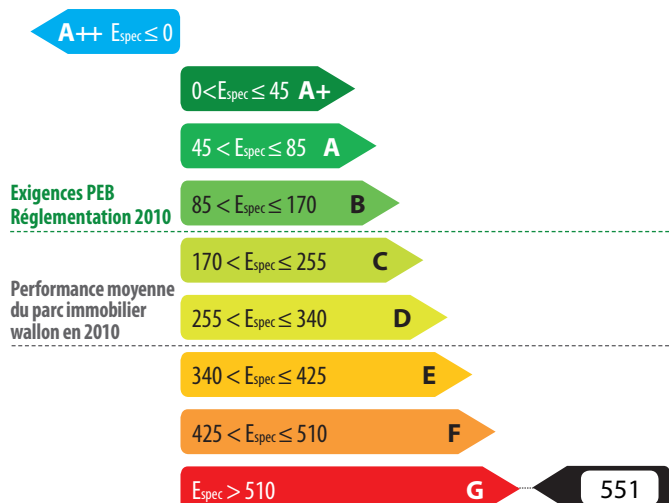 A++ Espec ≤ 0
0<Espec ≤ 45 A+
45 < Espec ≤ 85 A
Exigences PEB
Réglementation 2010
85 < Espec ≤ 170 B
170 < Espec ≤ 255 C
Performance moyenne
du parc immobilier
wallon en 2010
255 < Espec ≤ 340 D
340 < Espec ≤ 425 E
425 < Espec ≤ 510 F
Espec > 510 G 551